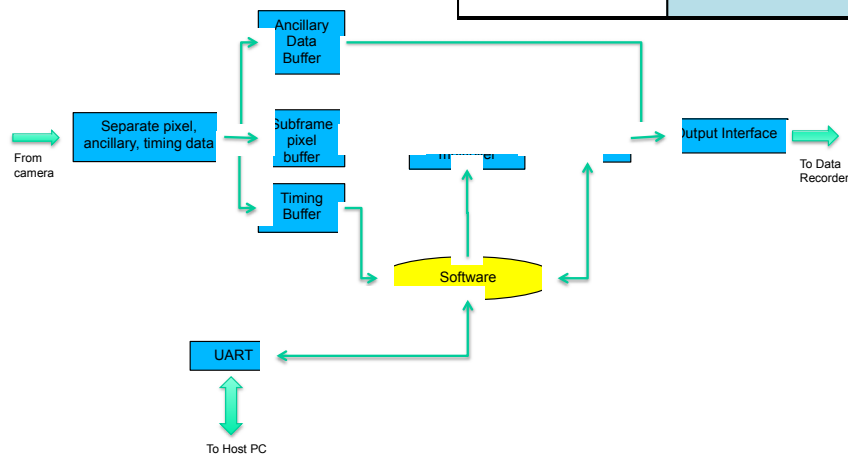 Ancillary
Data
Buffer
Separate pixel,
ancillary, timing data
Subframe
pixel
buffer
Output Interface
From
camera
To Data
Recorder
Timing
Buffer
Software
UART
To Host PC